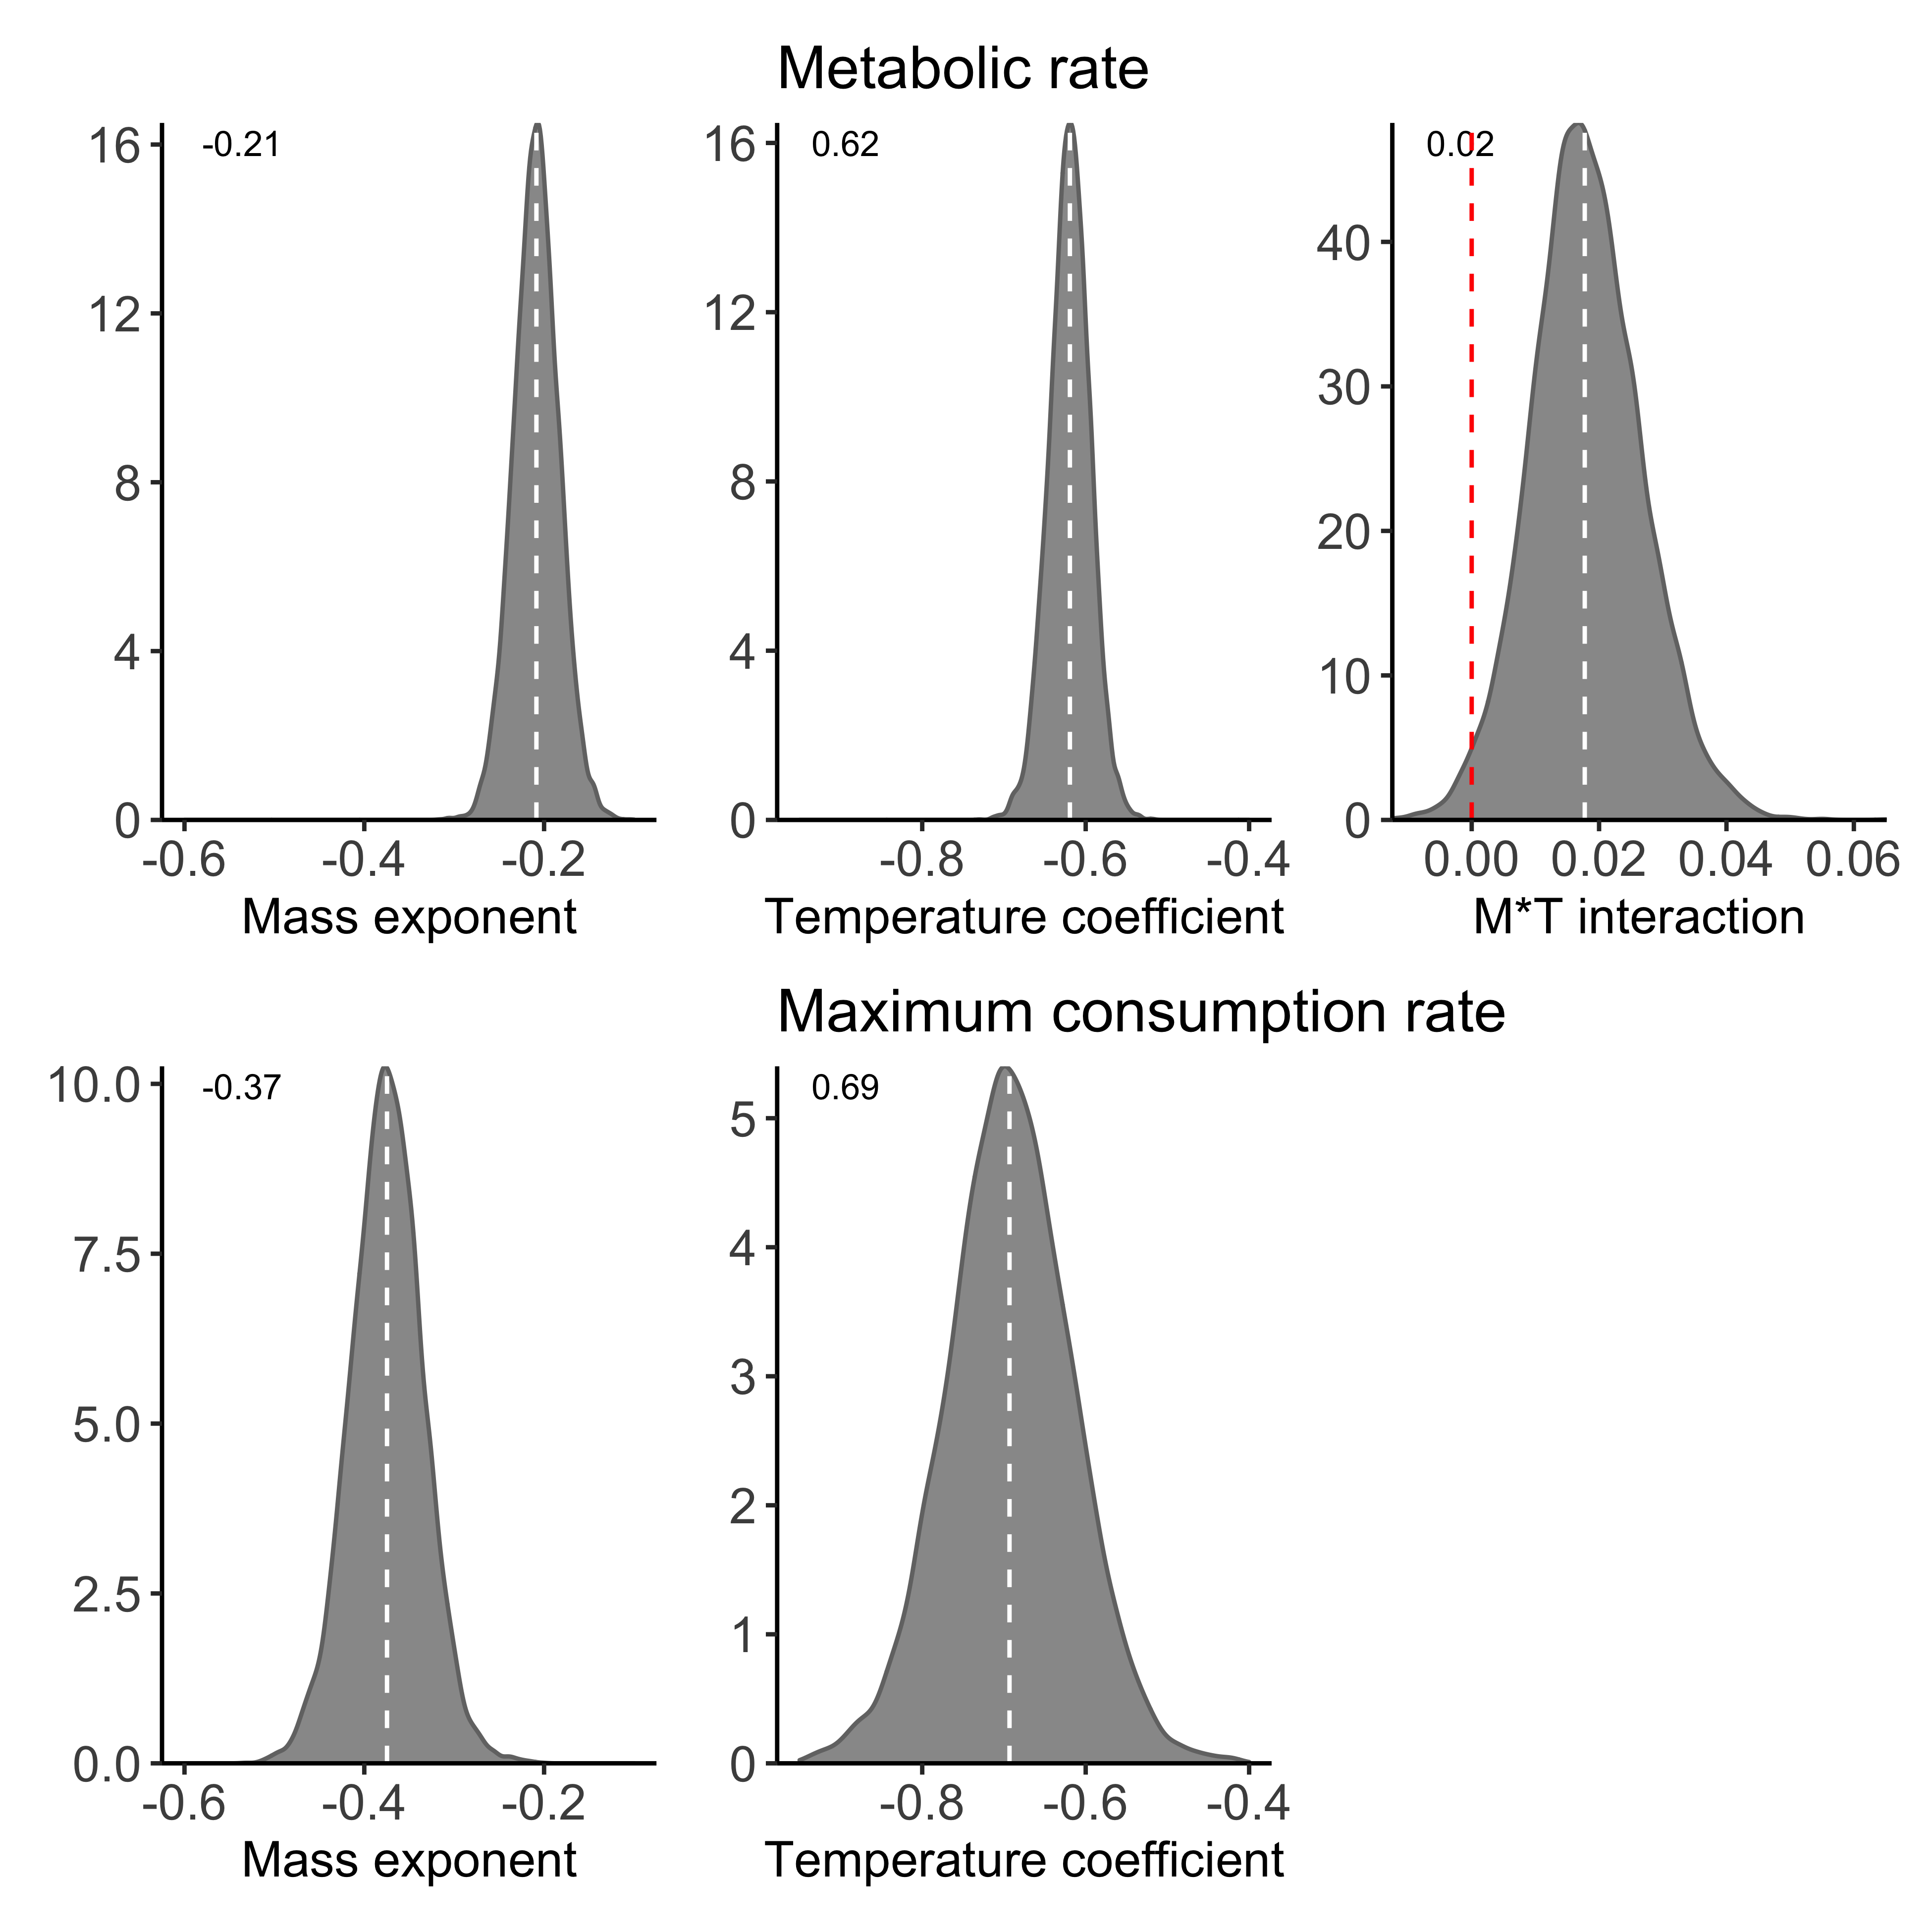 Metabolic rate
-0.21
0.62
0.02
16
12
8
4
0
16
12
8
4
0
40
30
20
10
0
-0.6 -0.4 -0.2
-0.8 -0.6 -0.4
0.00 0.02 0.04 0.06
Mass exponent
Temperature coefficient
M*T interaction
Maximum consumption rate
-0.37
0.69
10.0
7.5
5.0
2.5
0.0
5
4
3
2
1
0
-0.6 -0.4 -0.2
-0.8 -0.6 -0.4
Mass exponent
Temperature coefficient